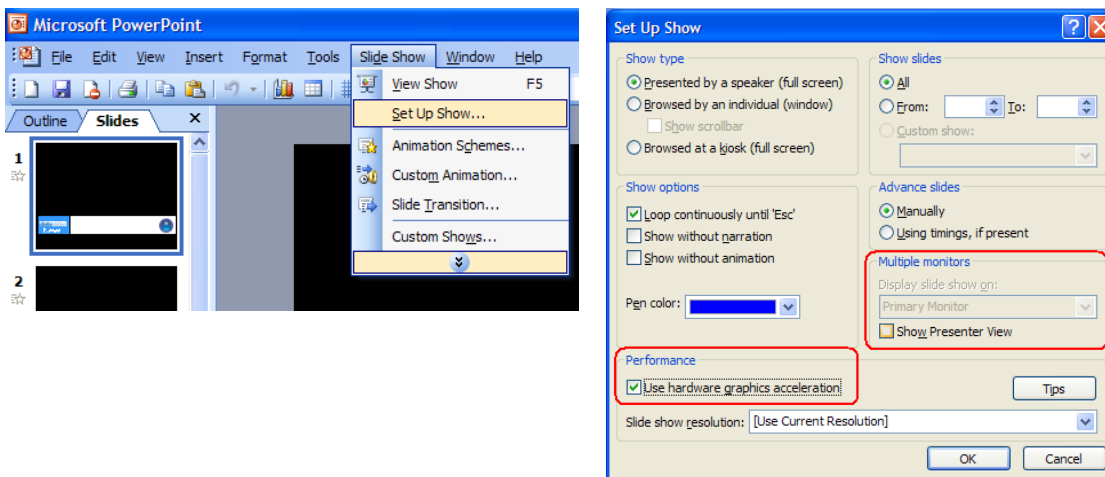 Microsoft PowerPoint
File Edit View Insert Format Tools Slide Show Window Help
View Show F5
Set Up Show...
Animation Schemes...
Custom Animation...
Slide Transition...
Custom Shows...
Outline Slides
1
2
Set Up Show
Show type
Presented by a speaker (full screen)
Browsed by an individual (window)
Show scrollbar
Browsed at a kiosk (full screen)
Show slides
All
From: To:
Custom show:
Show options
Loop continuously until 'Esc'
Show without narration
Show without animation
Pen color:
Advance slides
Manually
Using timings, if present
Multiple monitors
Display slide show on:
Primary Monitor
Show Presenter View
Performance
Use hardware graphics acceleration
Tips
Slide show resolution: [Use Current Resolution]
OK Cancel